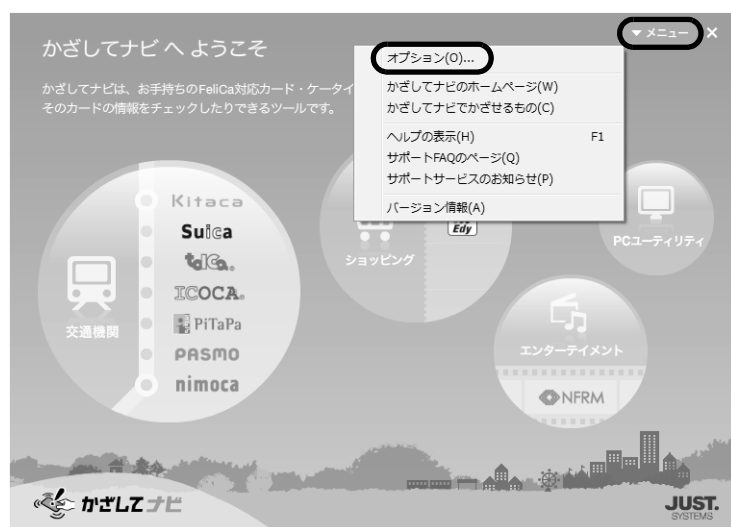 かざしてナビ へ ようこそ
▼ メニュー ×
かざしてナビは、お手持ちのFeliCa対応カード・ケータイ
そのカードの情報をチェックしたりできるツールです。
オプション(O)...
かざしてナビのホームページ(W)
かざしてナビでかざせるもの(C)
ヘルプの表示(H) F1
サポートFAQのページ(Q)
サポートサービスのお知らせ(P)
バージョン情報(A)
交通機関
Kitaca
Suica
toica.
ICOCA.
PiTaPa
PASMO
nimoca
ショッピング
Edy
PCユーティリティ
エンターテイメント
NFRM
かざしてナビ
JUST.
SYSTEMS